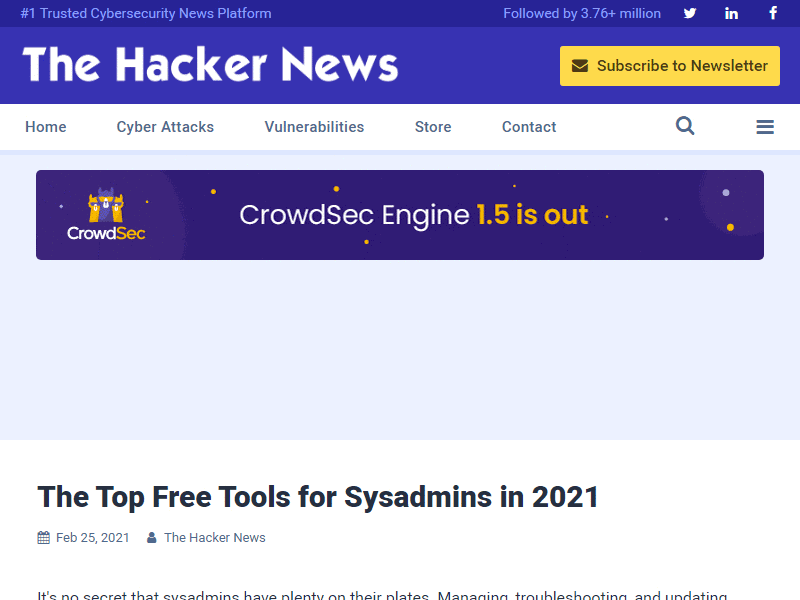 #1 Trusted Cybersecurity News Platform
Followed by 3.76+ million
The Hacker News
Subscribe to Newsletter
Home
Cyber Attacks
Vulnerabilities
Store
Contact
CrowdSec
CrowdSec Engine 1.5 is out
The Top Free Tools for Sysadmins in 2021
Feb 25, 2021
The Hacker News
It's no secret that sysadmins have plenty on their plates. Managing, troubleshooting, and updating